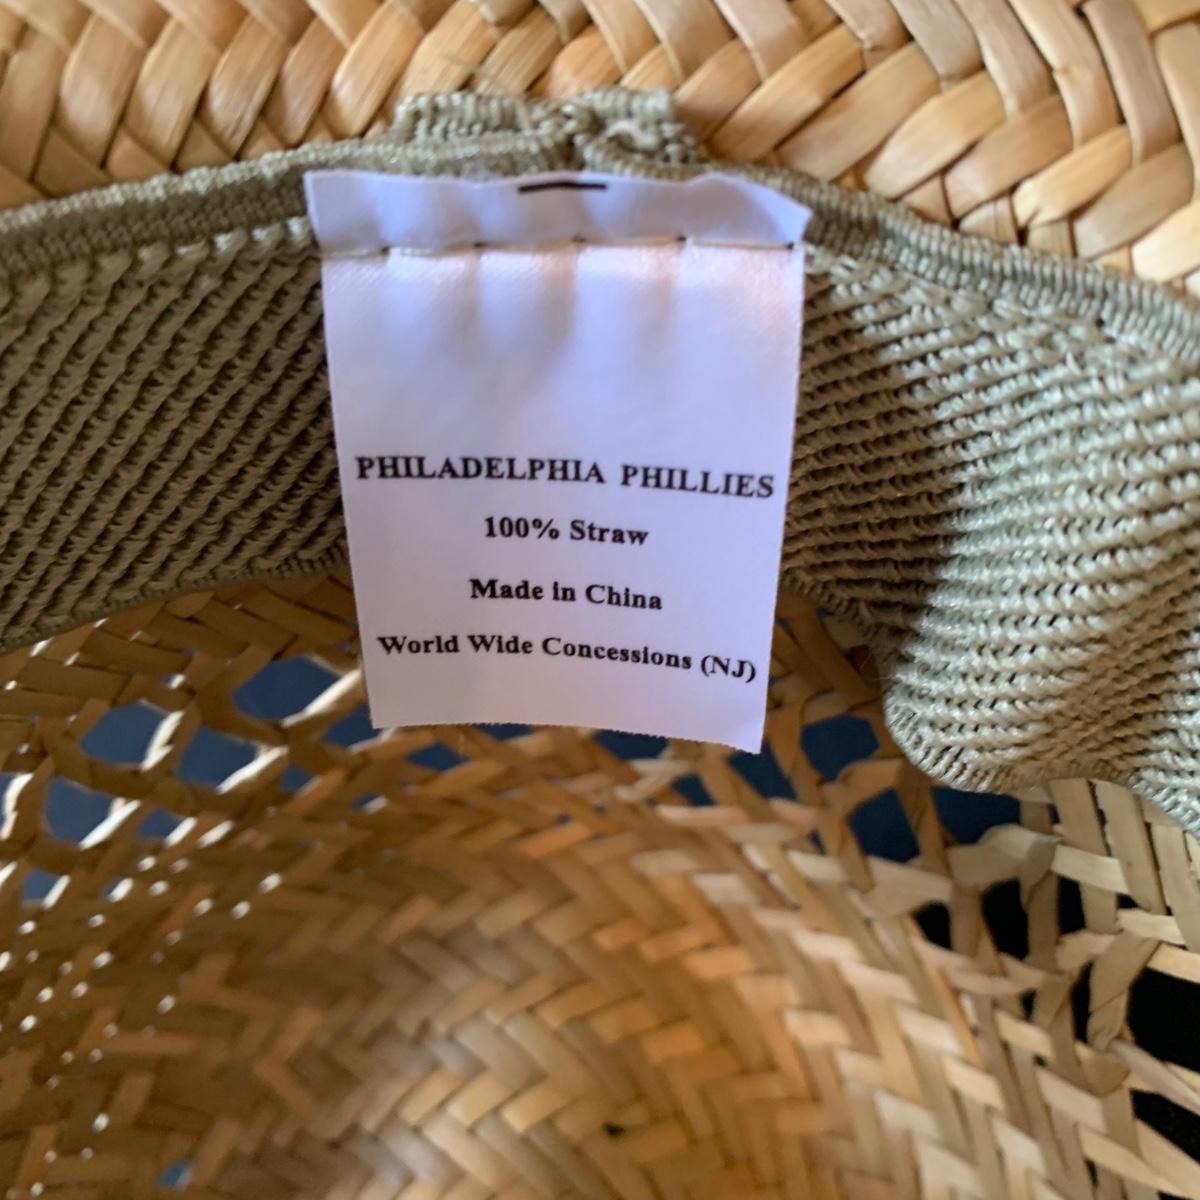 PHILADELPHIA PHILLIES
100% Straw
Made in China
World Wide Concessions (NJ)